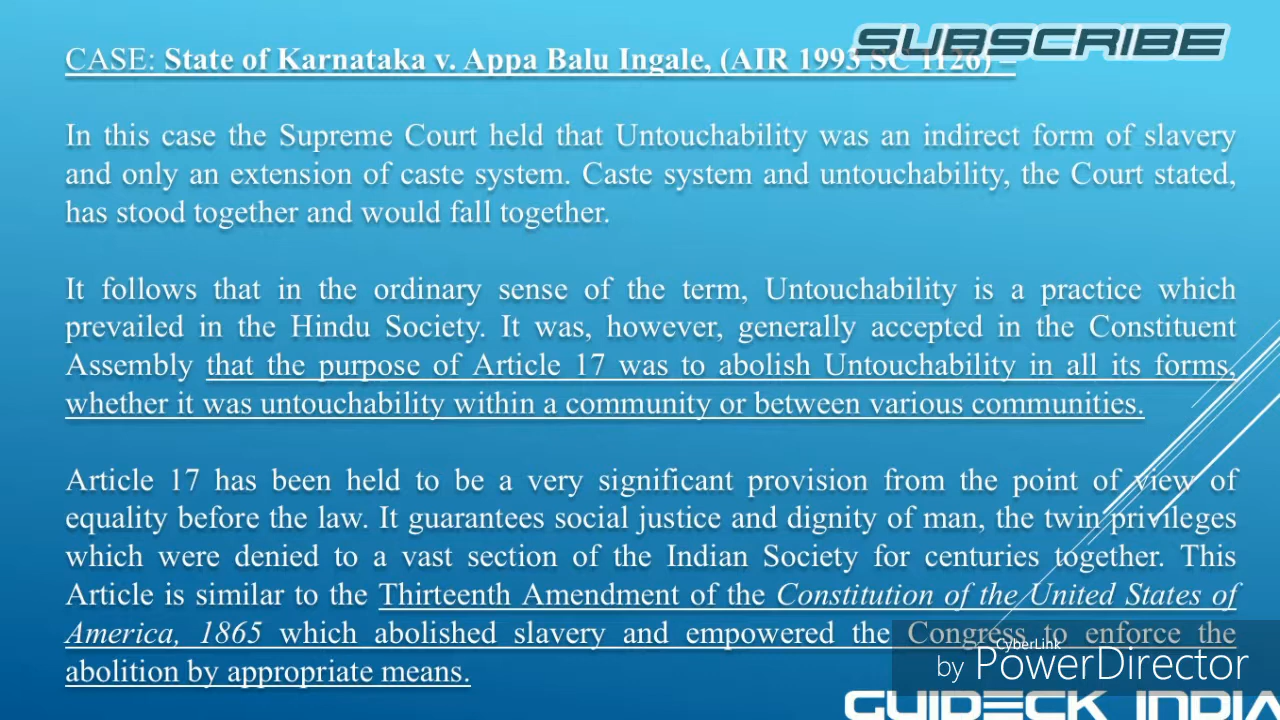 SUBSCRIBE
CASE: State of Karnataka v. Appa Balu Ingale, (AIR 1993 SC 1126) –
In this case the Supreme Court held that Untouchability was an indirect form of slavery
and only an extension of caste system. Caste system and untouchability, the Court stated,
has stood together and would fall together.
It follows that in the ordinary sense of the term, Untouchability is a practice which
prevailed in the Hindu Society. It was, however, generally accepted in the Constituent
Assembly that the purpose of Article 17 was to abolish Untouchability in all its forms,
whether it was untouchability within a community or between various communities.
Article 17 has been held to be a very significant provision from the point of view of
equality before the law. It guarantees social justice and dignity of man, the twin privileges
which were denied to a vast section of the Indian Society for centuries together. This
Article is similar to the Thirteenth Amendment of the Constitution of the United States of
America, 1865 which abolished slavery and empowered the Congress to enforce the
abolition by appropriate means.
CyberLink
by PowerDirector
GUIDECK INDIA